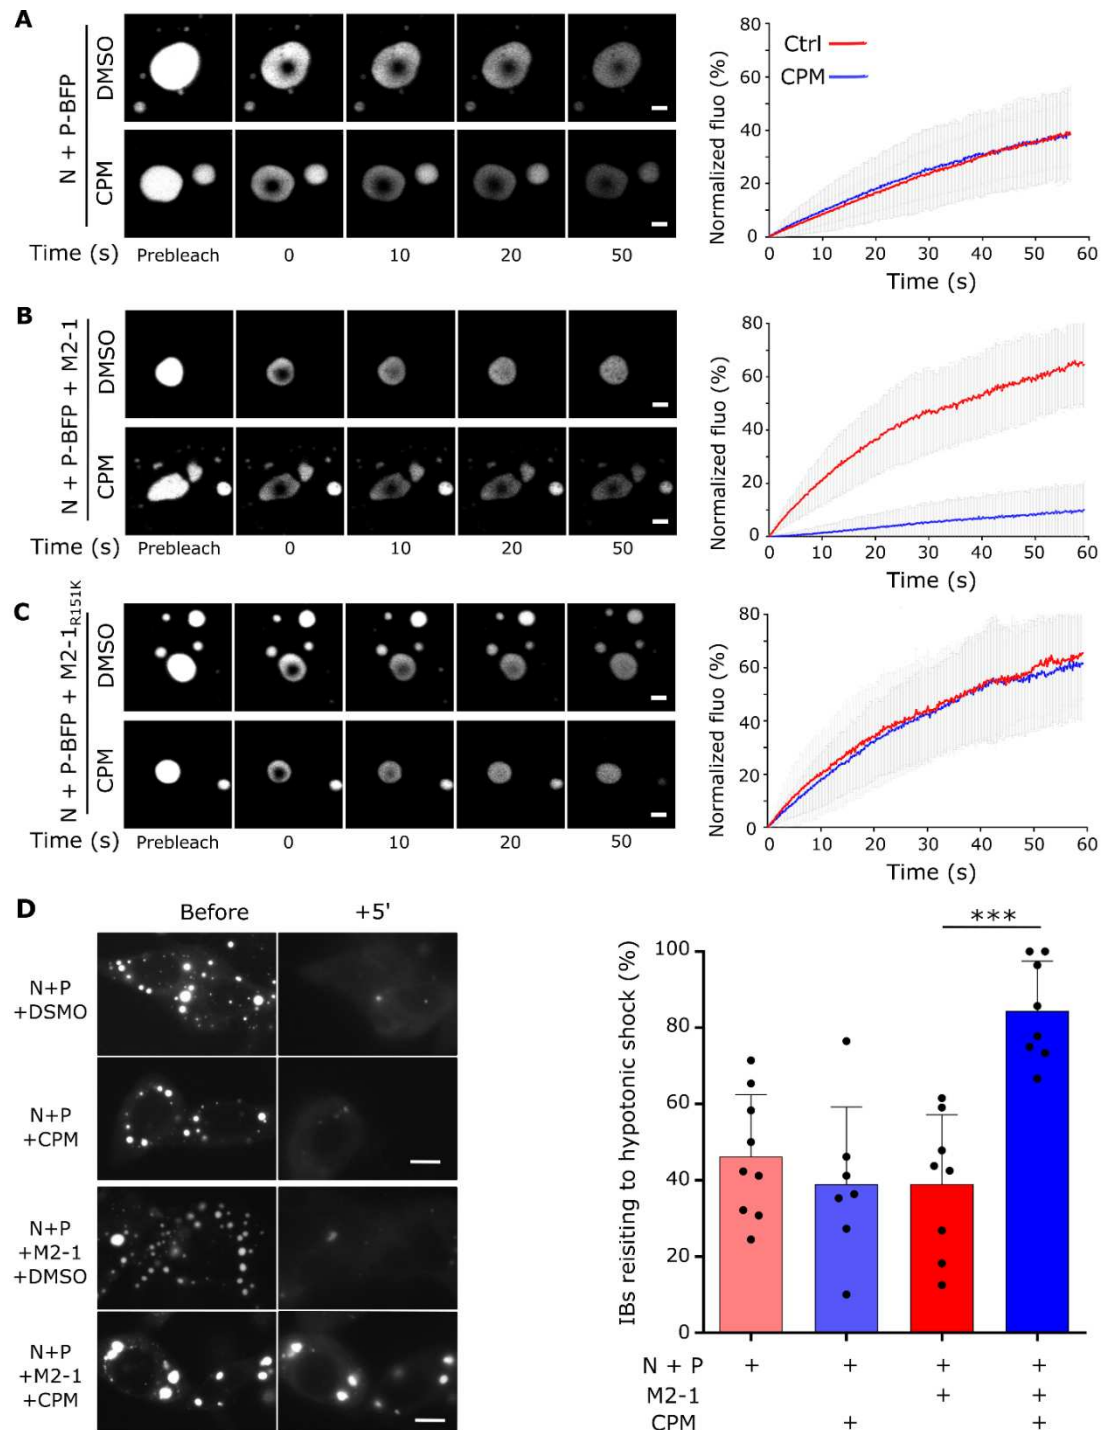 A
N + P-BFP
DMSO
CPM
Time (s) Prebleach 0 10 20 50
Normalized fluo (%)
80
60
40
20
0
Ctrl
CPM
0 10 20 30 40 50 60
Time (s)
B
N + P-BFP + M2-1
DMSO
CPM
Time (s) Prebleach 0 10 20 50
Normalized fluo (%)
80
60
40
20
0
0 10 20 30 40 50 60
Time (s)
C
N + P-BFP + M2-1R151K
DMSO
CPM
Time (s) Prebleach 0 10 20 50
Normalized fluo (%)
80
60
40
20
0
0 10 20 30 40 50 60
Time (s)
D
Before +5'
N+P
+DSMO
N+P
+CPM
N+P
+M2-1
+DMSO
N+P
+M2-1
+CPM
IBs reisiting to hypotonic shock (%)
100
80
60
40
20
0
***
N + P + + + +
M2-1 + +
CPM + +